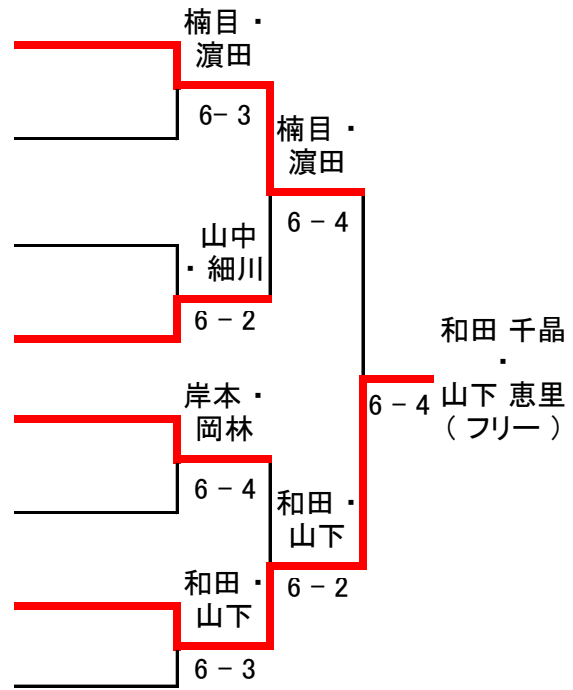 楠目・
濵田
6-3
楠目・
濵田
6-4
山中
・細川
6-2
和田 千晶
・
山下 恵里
（フリー）
6-4
岸本・
岡林
6-4
和田・
山下
6-2
和田・
山下
6-3